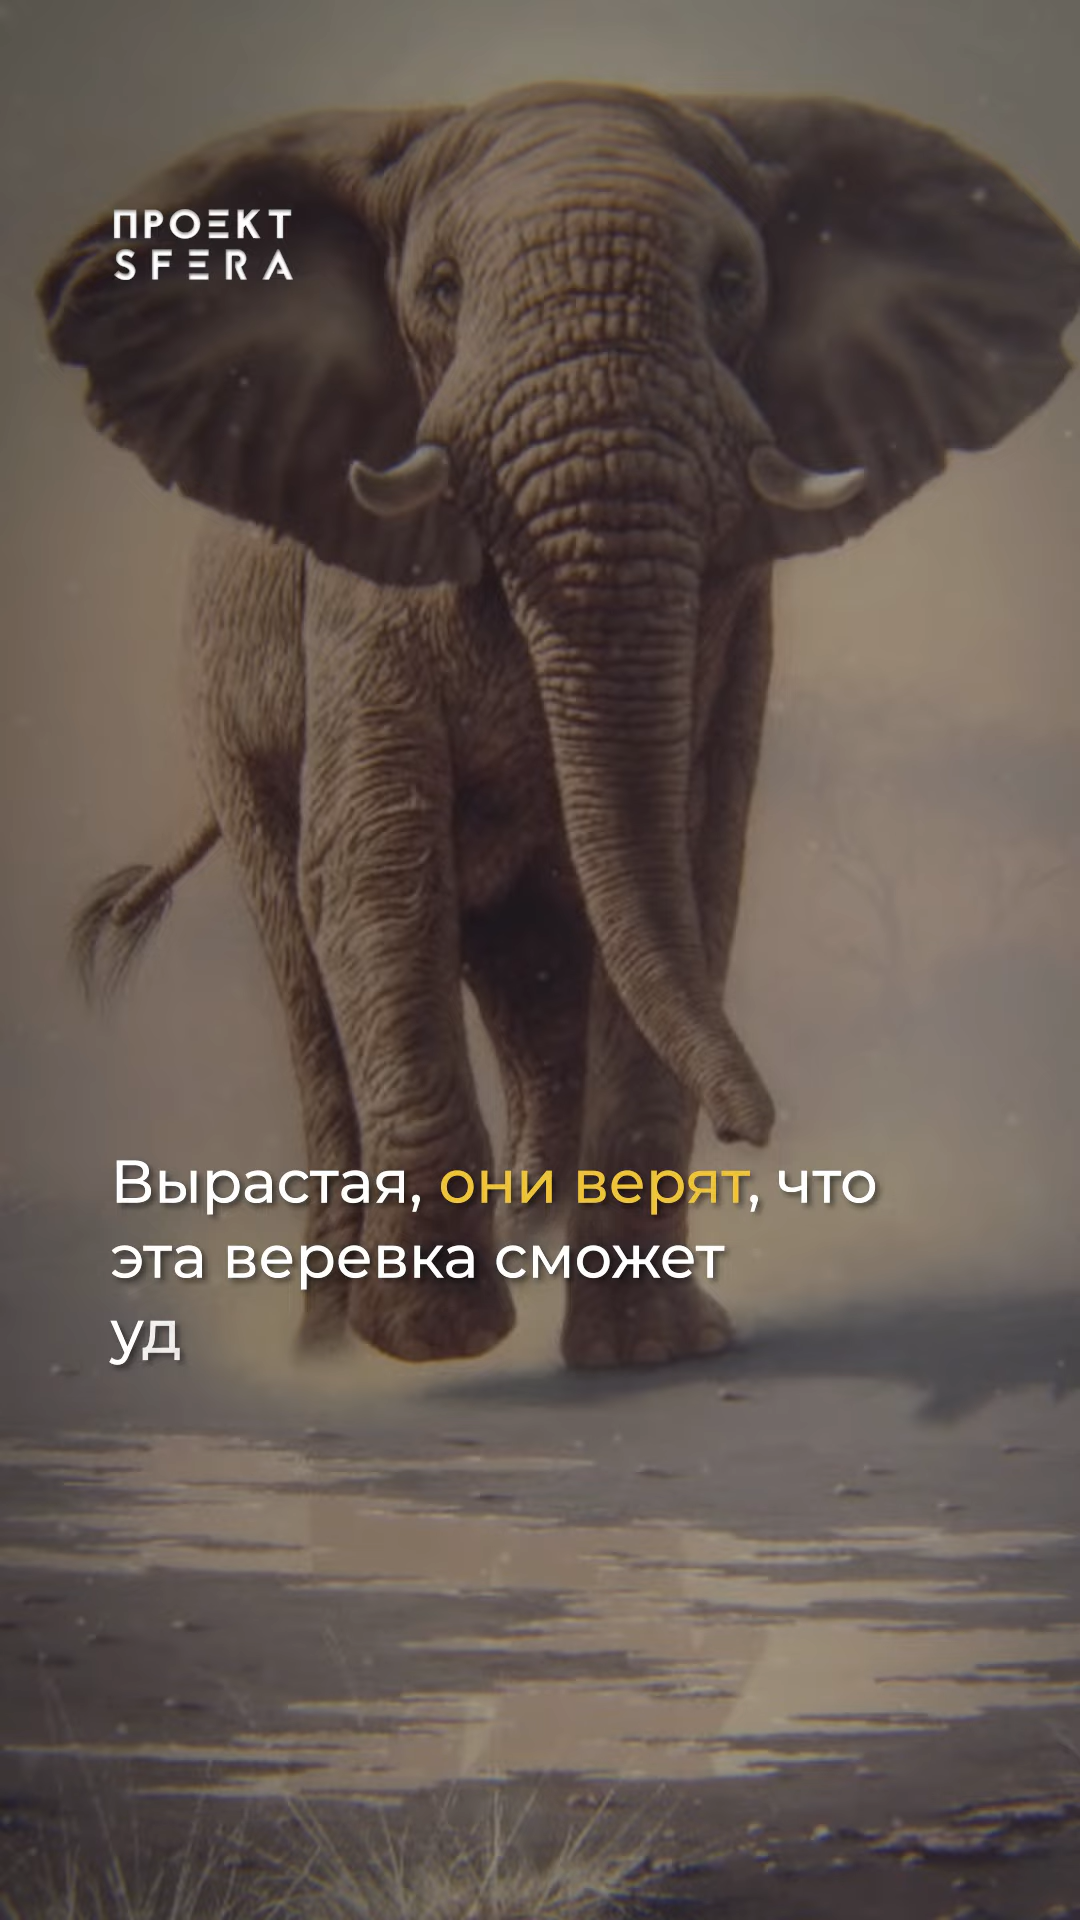 ПРОЕКТ
SFERA
Вырастая, они верят, что
эта веревка сможет
уд